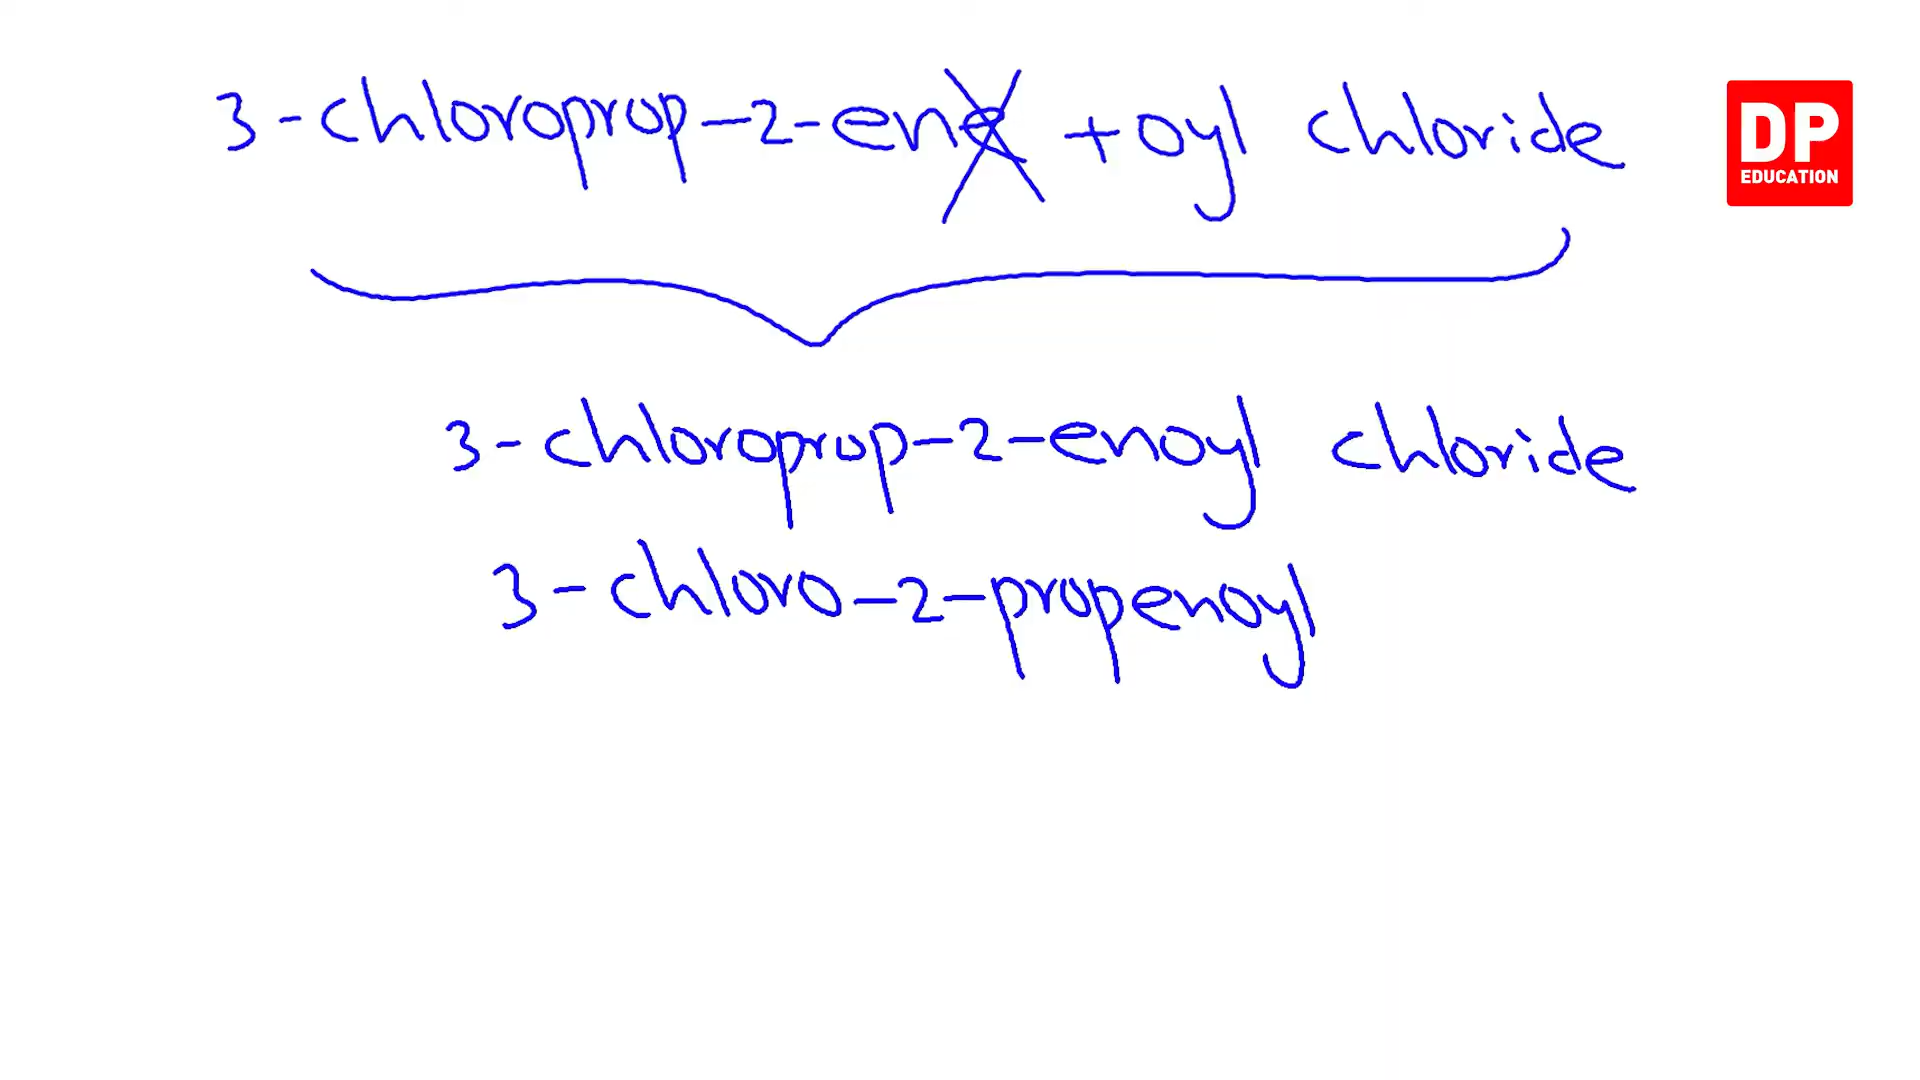 3-chloroprop-2-ene + oyl chloride
DP
EDUCATION
3-chloroprop-2-enoyl chloride
3-chloro-2-propenoyl